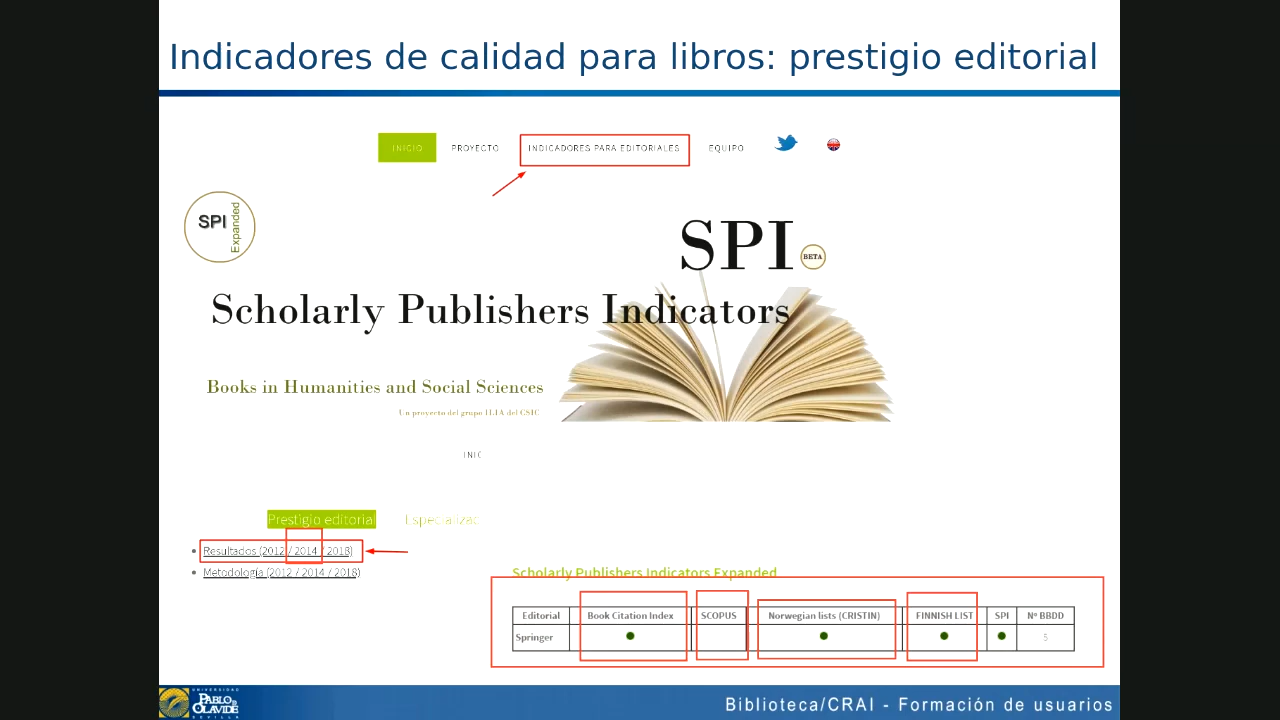 Indicadores de calidad para libros: prestigio editorial
INICIO PROYECTO INDICADORES PARA EDITORIALES EQUIPO
SPI Expanded
SPI BETA
Scholarly Publishers Indicators
Books in Humanities and Social Sciences
Un proyecto del grupo ILIA del CSIC
INIC
Prestigio editorial Especializac
Resultados (2012 / 2014 / 2018)
Metodología (2012 / 2014 / 2018)
Scholarly Publishers Indicators Expanded
Editorial Book Citation Index SCOPUS Norwegian lists (CRISTIN) FINNISH LIST SPI Nº BBDD
Springer 5
UNIVERSIDAD
PABLO DE
OLAVIDE
SEVILLA
Biblioteca/CRAI - Formación de usuarios